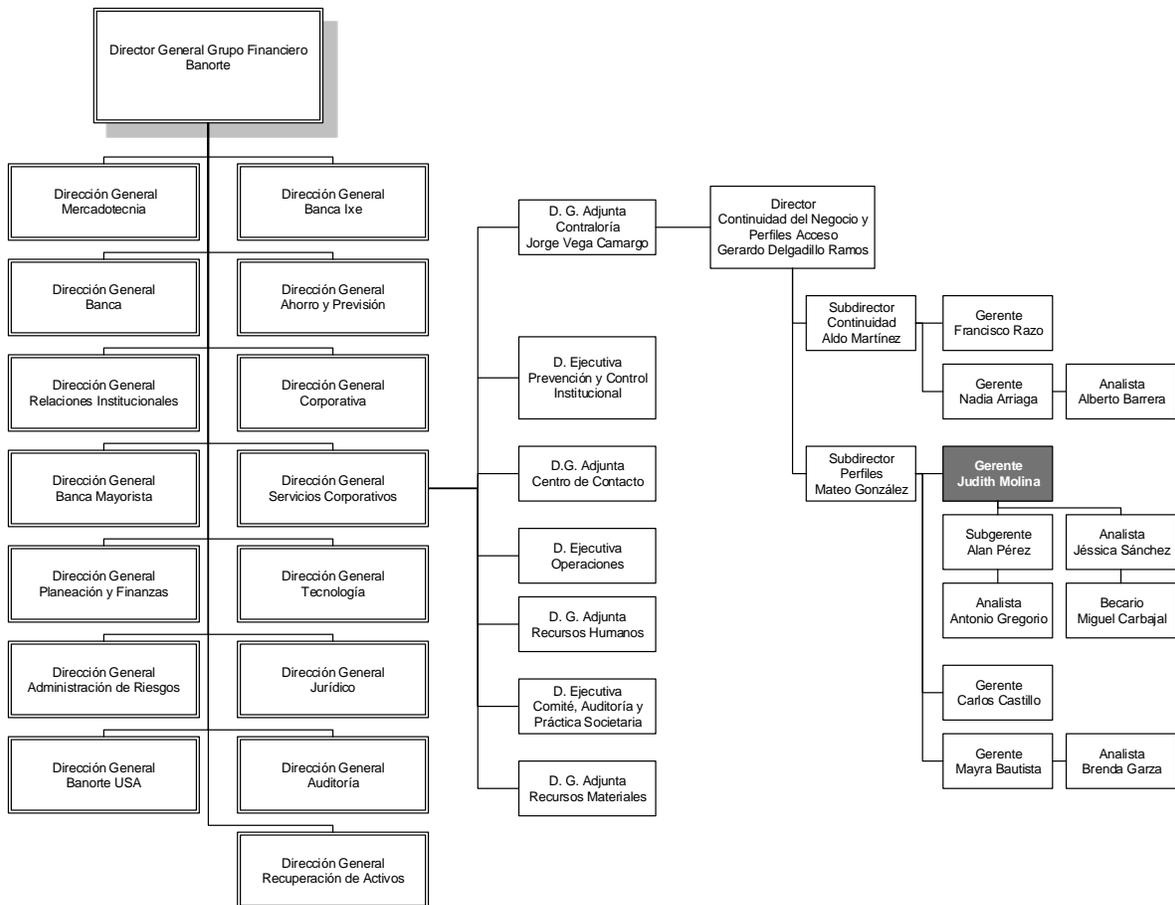 Director General Grupo Financiero
Banorte
Dirección General
Mercadotecnia
Dirección General
Banca Ixe
Dirección General
Banca
Dirección General
Ahorro y Previsión
Dirección General
Relaciones Institucionales
Dirección General
Corporativa
Dirección General
Banca Mayorista
Dirección General
Servicios Corporativos
Dirección General
Planeación y Finanzas
Dirección General
Tecnología
Dirección General
Administración de Riesgos
Dirección General
Jurídico
Dirección General
Banorte USA
Dirección General
Auditoría
Dirección General
Recuperación de Activos
D. G. Adjunta
Contraloría
Jorge Vega Camargo
D. Ejecutiva
Prevención y Control
Institucional
D.G. Adjunta
Centro de Contacto
D. Ejecutiva
Operaciones
D. G. Adjunta
Recursos Humanos
D. Ejecutiva
Comité, Auditoría y
Práctica Societaria
D. G. Adjunta
Recursos Materiales
Director
Continuidad del Negocio y
Perfiles Acceso
Gerardo Delgadillo Ramos
Subdirector
Continuidad
Aldo Martínez
Gerente
Francisco Razo
Gerente
Nadia Arriaga
Analista
Alberto Barrera
Subdirector
Perfiles
Mateo González
Gerente
Judith Molina
Subgerente
Alan Pérez
Analista
Jéssica Sánchez
Analista
Antonio Gregorio
Becario
Miguel Carbajal
Gerente
Carlos Castillo
Gerente
Mayra Bautista
Analista
Brenda Garza